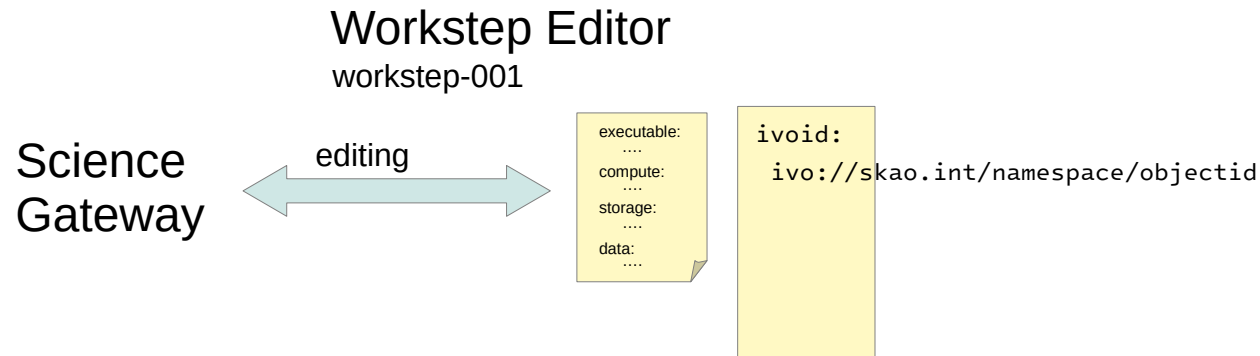 Workstep Editor
workstep-001
Science
Gateway
editing
executable:
....
compute:
....
storage:
....
data:
....
ivoid:
ivo://skao.int/namespace/objectid